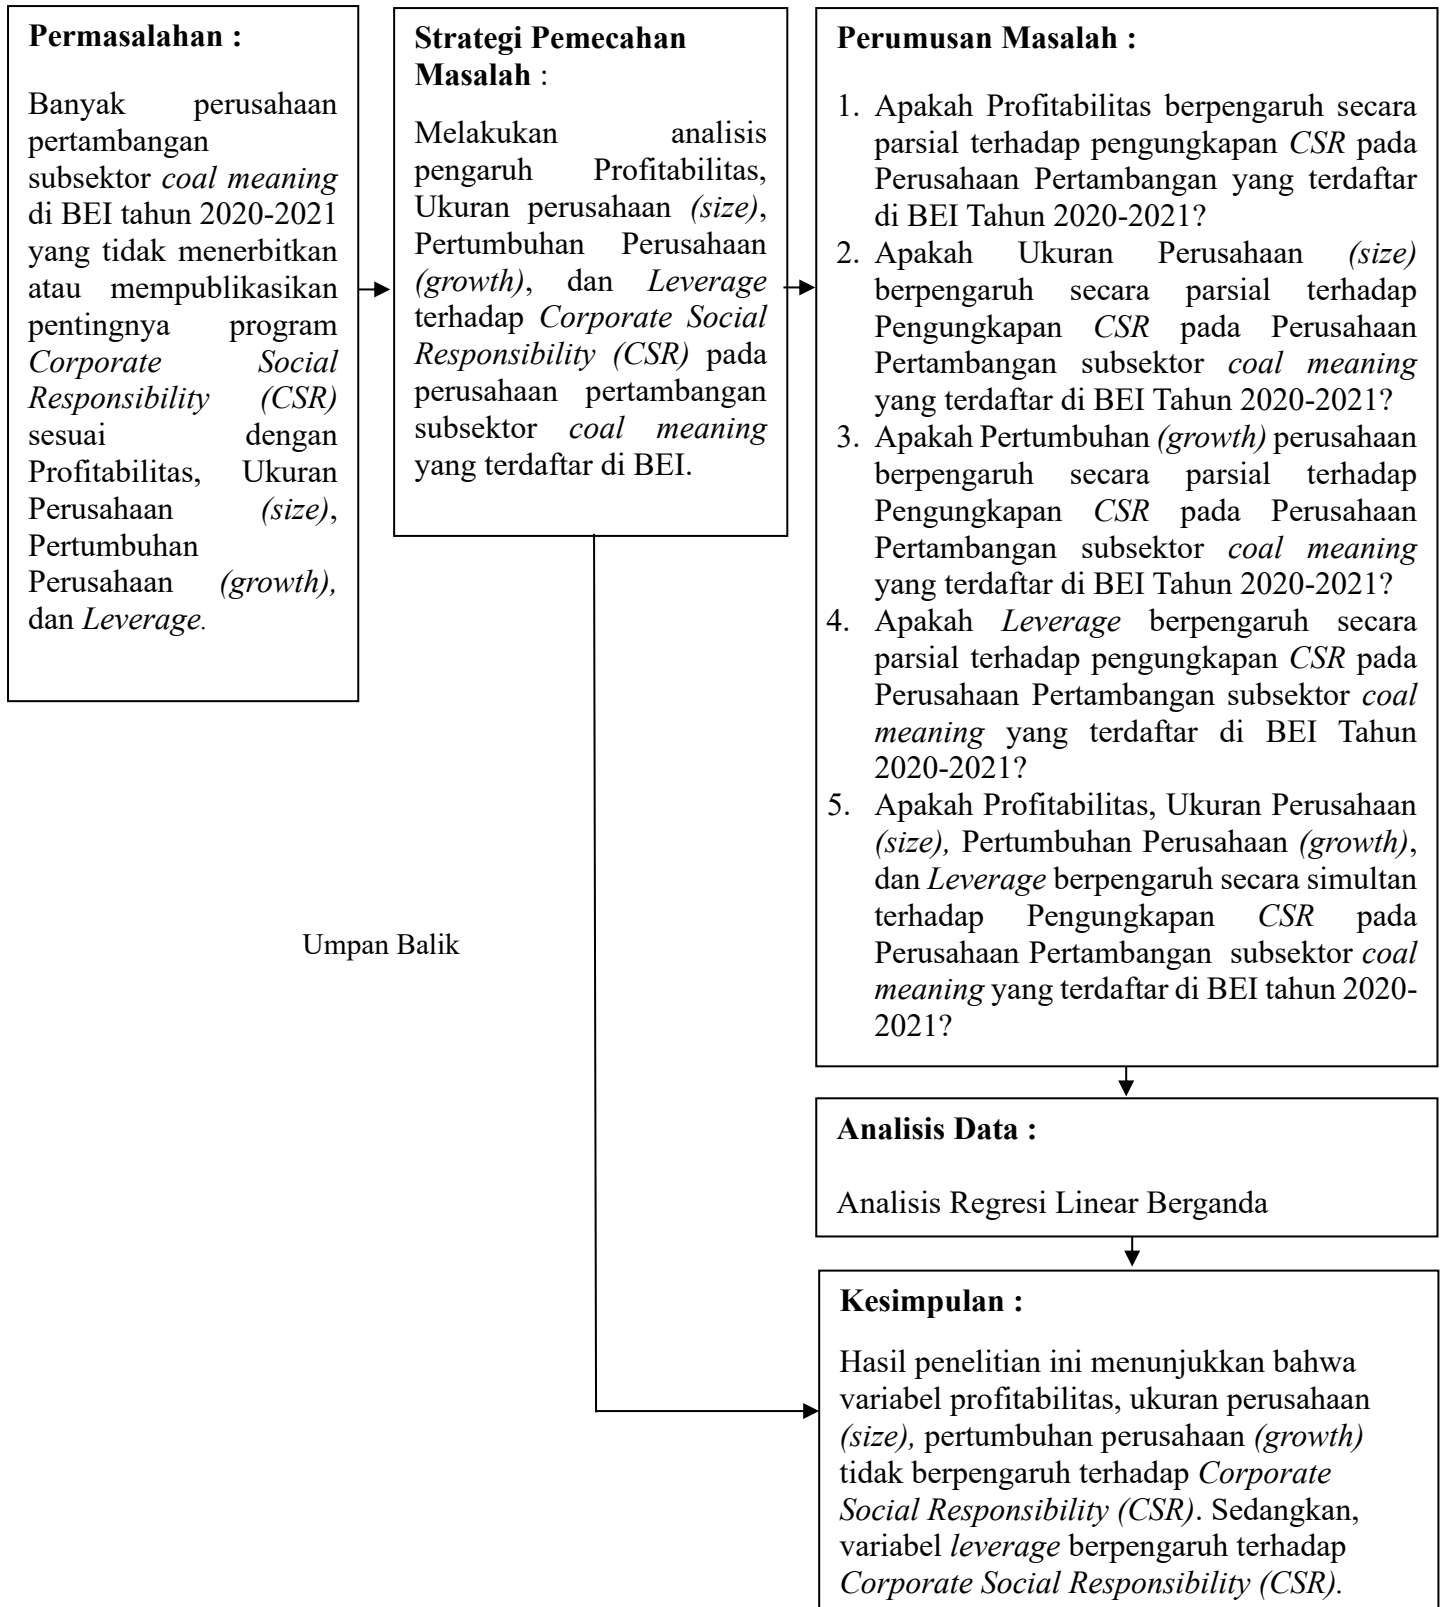 Permasalahan :
Banyak perusahaan
pertambangan
subsektor coal meaning
di BEI tahun 2020-2021
yang tidak menerbitkan
atau mempublikasikan
pentingnya program
Corporate Social
Responsibility (CSR)
sesuai dengan
Profitabilitas, Ukuran
Perusahaan (size),
Pertumbuhan
Perusahaan (growth),
dan Leverage.
Strategi Pemecahan
Masalah :
Melakukan analisis
pengaruh Profitabilitas,
Ukuran perusahaan (size),
Pertumbuhan Perusahaan
(growth), dan Leverage
terhadap Corporate Social
Responsibility (CSR) pada
perusahaan pertambangan
subsektor coal meaning
yang terdaftar di BEI.
Perumusan Masalah :
1. Apakah Profitabilitas berpengaruh secara
parsial terhadap pengungkapan CSR pada
Perusahaan Pertambangan yang terdaftar
di BEI Tahun 2020-2021?
2. Apakah Ukuran Perusahaan (size)
berpengaruh secara parsial terhadap
Pengungkapan CSR pada Perusahaan
Pertambangan subsektor coal meaning
yang terdaftar di BEI Tahun 2020-2021?
3. Apakah Pertumbuhan (growth) perusahaan
berpengaruh secara parsial terhadap
Pengungkapan CSR pada Perusahaan
Pertambangan subsektor coal meaning
yang terdaftar di BEI Tahun 2020-2021?
4. Apakah Leverage berpengaruh secara
parsial terhadap pengungkapan CSR pada
Perusahaan Pertambangan subsektor coal
meaning yang terdaftar di BEI Tahun
2020-2021?
5. Apakah Profitabilitas, Ukuran Perusahaan
(size), Pertumbuhan Perusahaan (growth),
dan Leverage berpengaruh secara simultan
terhadap Pengungkapan CSR pada
Perusahaan Pertambangan subsektor coal
meaning yang terdaftar di BEI tahun 2020-
2021?
Umpan Balik
Analisis Data :
Analisis Regresi Linear Berganda
Kesimpulan :
Hasil penelitian ini menunjukkan bahwa
variabel profitabilitas, ukuran perusahaan
(size), pertumbuhan perusahaan (growth)
tidak berpengaruh terhadap Corporate
Social Responsibility (CSR). Sedangkan,
variabel leverage berpengaruh terhadap
Corporate Social Responsibility (CSR).